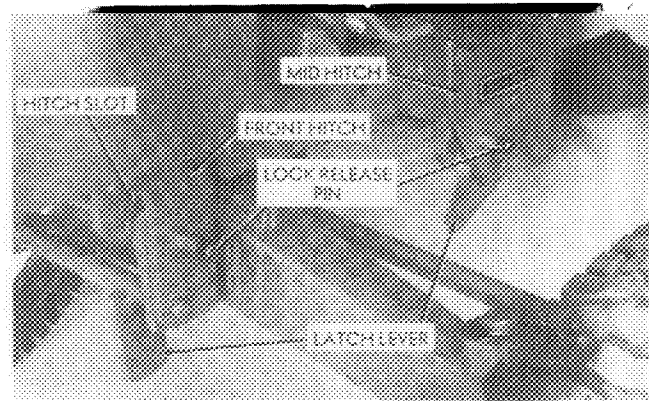 MID HITCH
HITCH SLOT
FRONT HITCH
LOCK RELEASE
PIN
LATCH LEVER